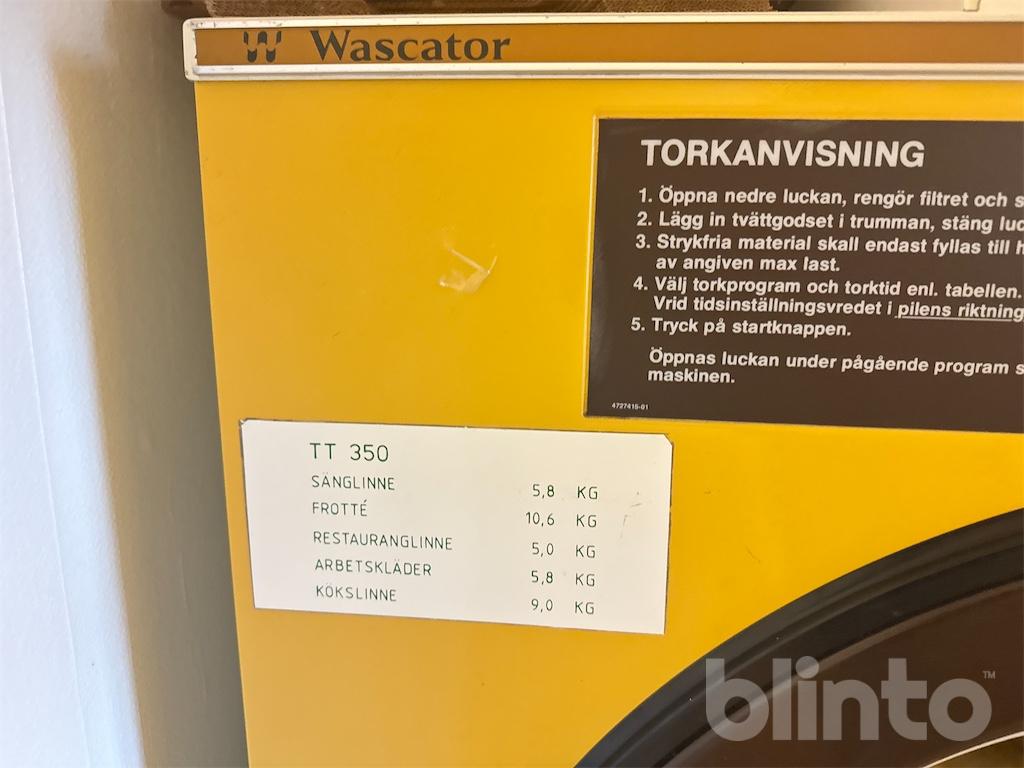 Wascator
TORKANVISNING
1. Öppna nedre luckan, rengör filtret och s
2. Lägg in tvättgodset i trumman, stäng luc
3. Strykfria material skall endast fyllas till h
av angiven max last.
4. Välj torkprogram och torktid enl. tabellen.
Vrid tidsinställningsvredet i pilens riktning
5. Tryck på startknappen.
Öppnas luckan under pågående program s
maskinen.
4727415-01
TT 350
SÄNGLINNE 5,8 KG
FROTTÉ 10,6 KG
RESTAURANGLINNE 5,0 KG
ARBETSKLÄDER 5,8 KG
KÖKSLINNE 9,0 KG
blinto™